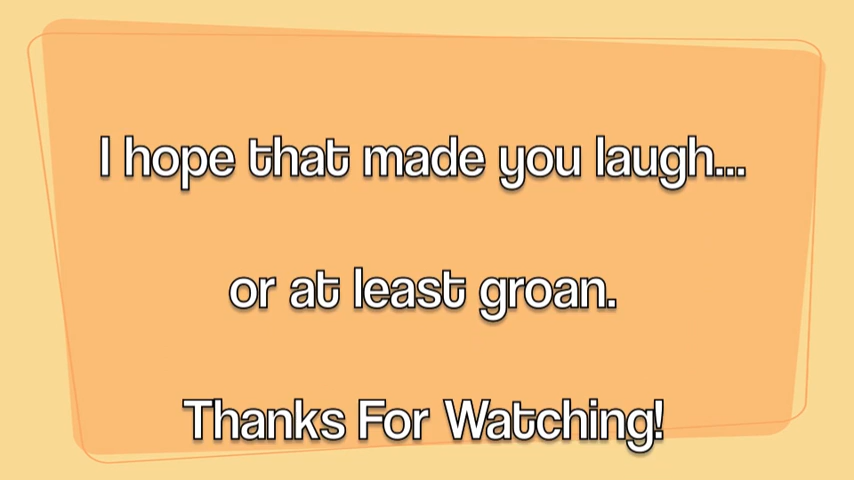 I hope that made you laugh...
or at least groan.
Thanks For Watching!